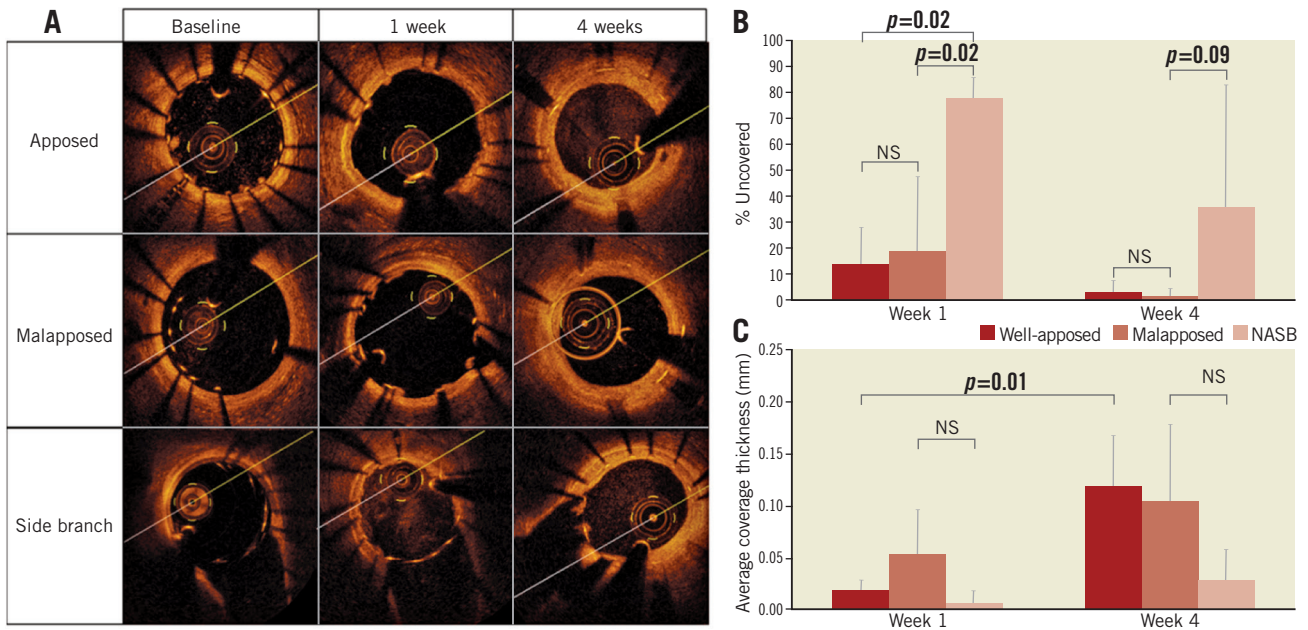 A
Baseline
1 week
4 weeks
Apposed
Malapposed
Side branch
B
% Uncovered
100
90
80
70
60
50
40
30
20
10
0
p=0.02
p=0.02
NS
p=0.09
NS
Week 1
Week 4
Well-apposed
Malapposed
NASB
C
Average coverage thickness (mm)
0.25
0.20
0.15
0.10
0.05
0.00
p=0.01
NS
NS
Week 1
Week 4